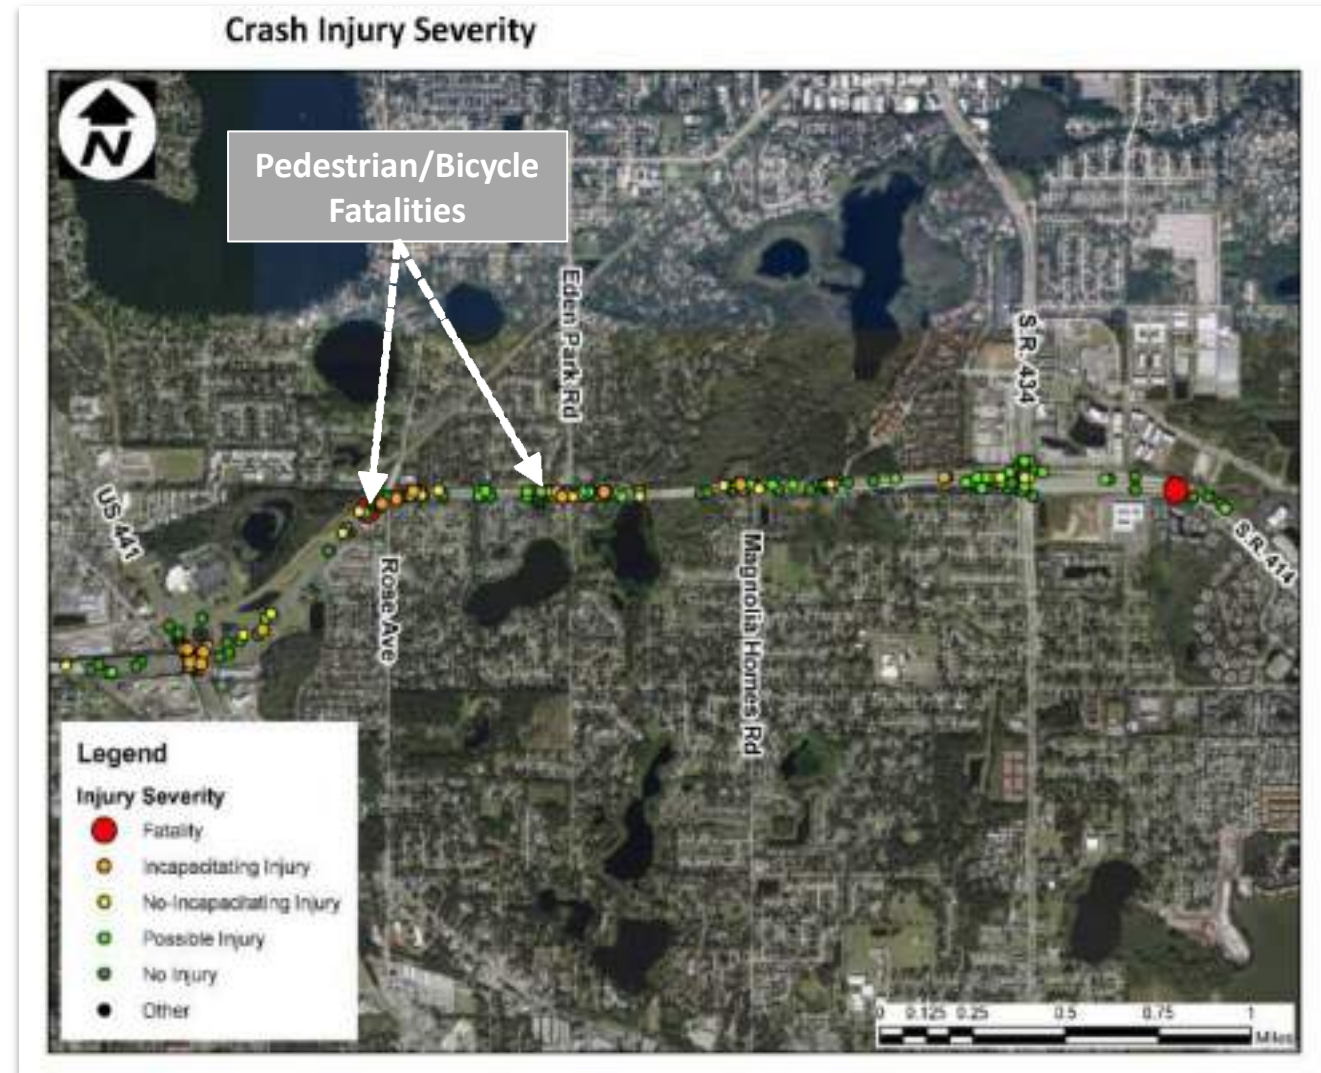 Crash Injury Severity
N
Pedestrian/Bicycle
Fatalities
Eden Park Rd
S.R. 434
US 441
Rose Ave
Magnolia Homes Rd
S.R. 414
Legend
Injury Severity
Fatality
Incapacitating Injury
No-Incapacitating Injury
Possible Injury
No Injury
Other
0 0.125 0.25 0.5 0.75 1
Miles